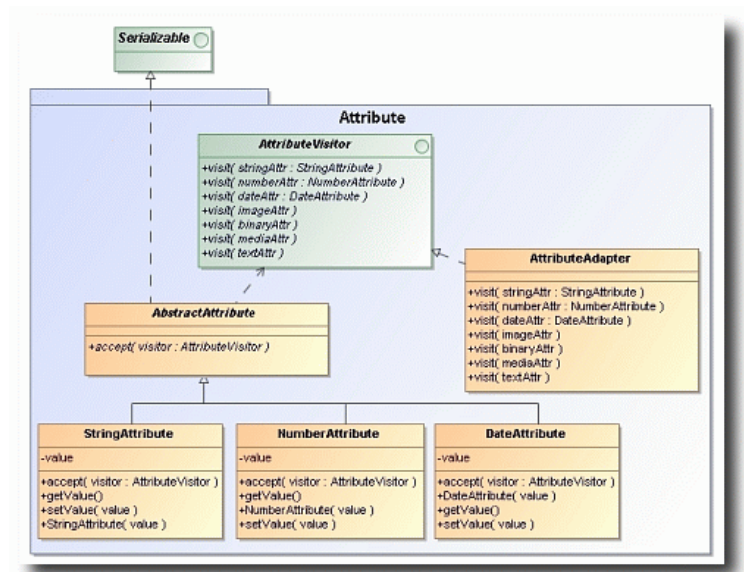 Serializable
Attribute
AttributeVisitor
+visit( stringAttr : StringAttribute )
+visit( numberAttr : NumberAttribute )
+visit( dateAttr : DateAttribute )
+visit( imageAttr )
+visit( binaryAttr )
+visit( mediaAttr )
+visit( textAttr )
AttributeAdapter
+visit( stringAttr : StringAttribute )
+visit( numberAttr : NumberAttribute )
+visit( dateAttr : DateAttribute )
+visit( imageAttr )
+visit( binaryAttr )
+visit( mediaAttr )
+visit( textAttr )
AbstractAttribute
+accept( visitor : AttributeVisitor )
StringAttribute
-value
+accept( visitor : AttributeVisitor )
+getValue()
+setValue( value )
+StringAttribute( value )
NumberAttribute
-value
+accept( visitor : AttributeVisitor )
+getValue()
+NumberAttribute( value )
+setValue( value )
DateAttribute
-value
+accept( visitor : AttributeVisitor )
+DateAttribute( value )
+getValue()
+setValue( value )